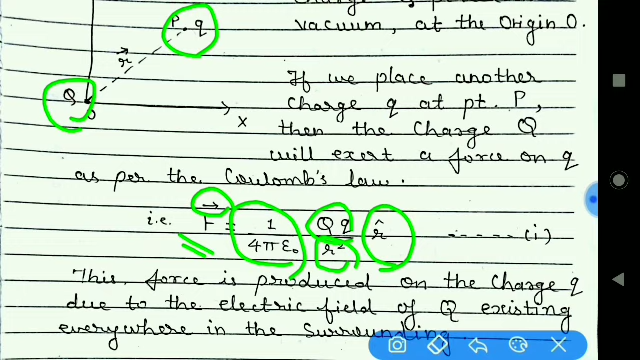 vacuum, at the Origin O.
P. q
r
Q
O
X
If we place another
Charge q at pt. P,
then the Charge Q
will exert a force on q
as per the Coulomb's law.
i.e. F = 1/4πε₀ Qq/r² r̂ ------(i)
This force is produced on the Charge q
due to the electric field of Q existing
everywhere in the surrounding.